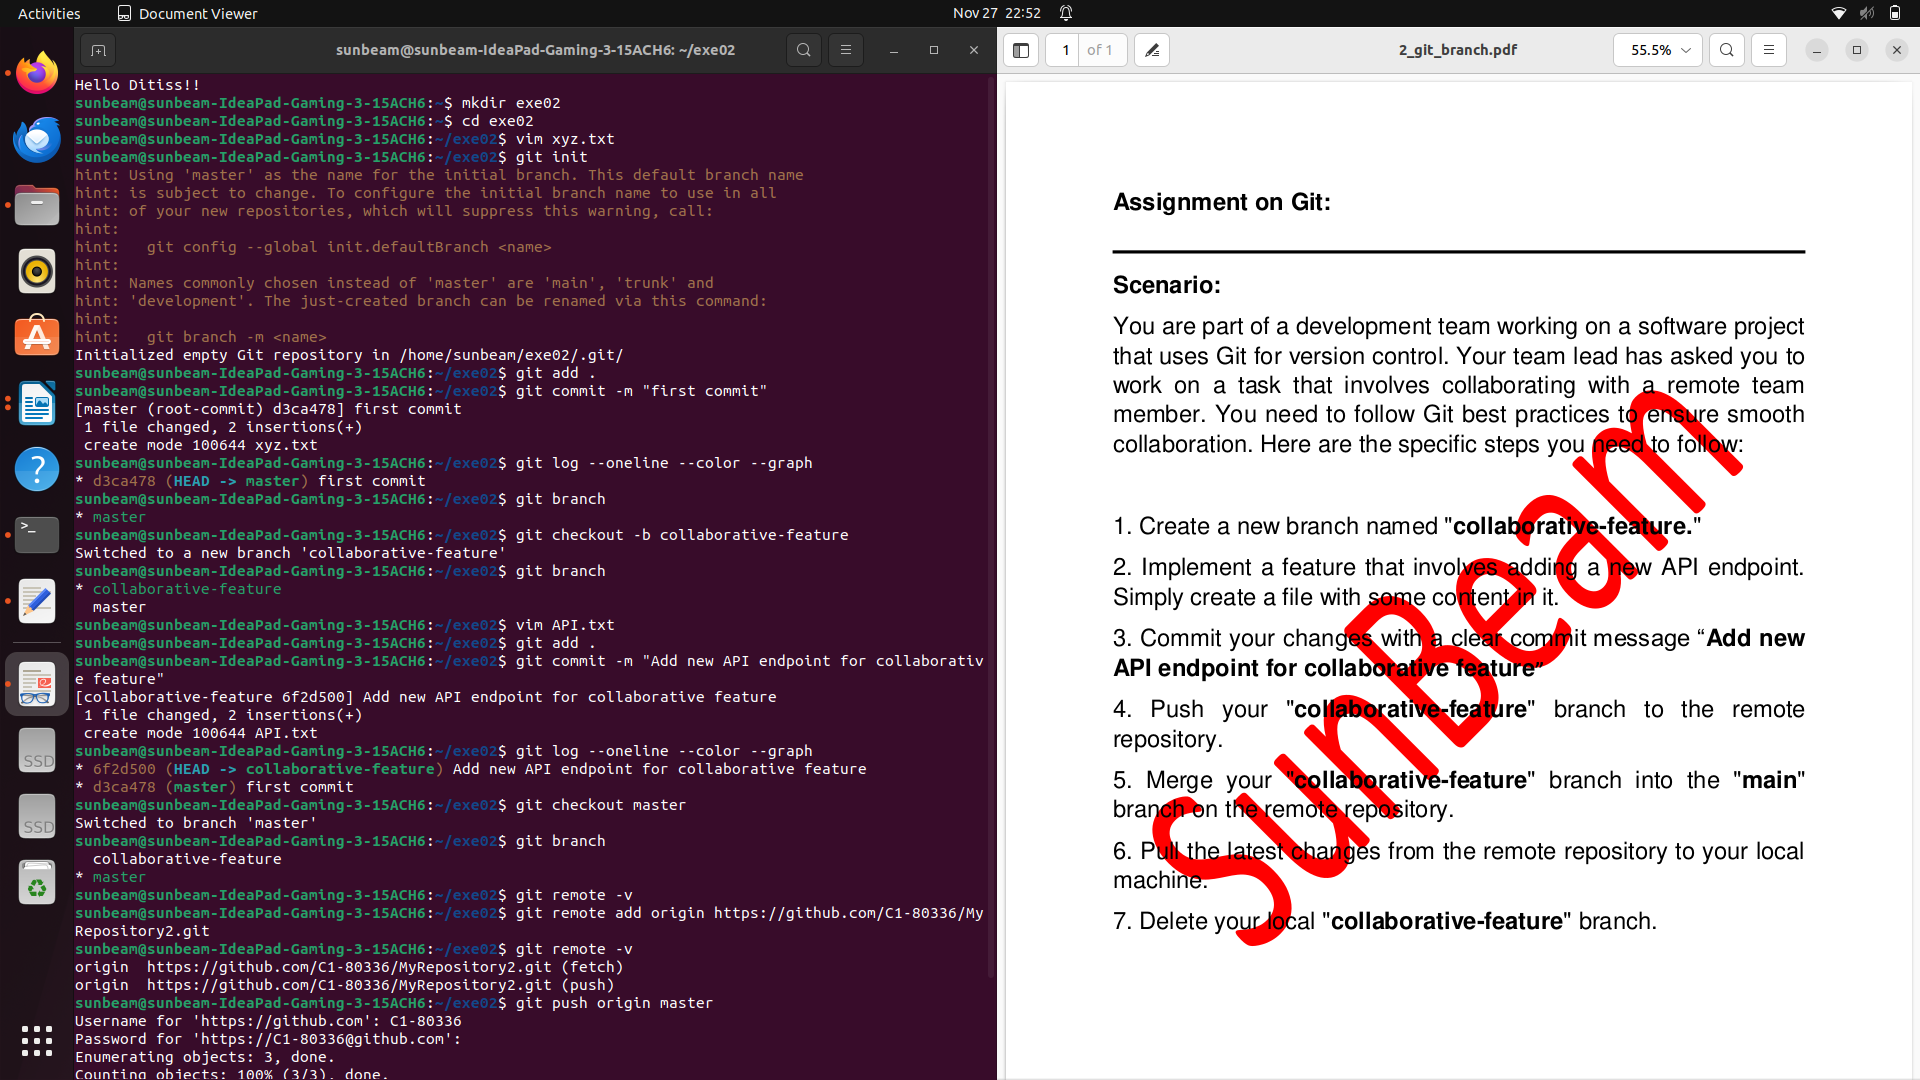 Activities
Document Viewer
Nov 27 22:52
sunbeam@sunbeam-IdeaPad-Gaming-3-15ACH6: ~/exe02
Hello Ditiss!!
sunbeam@sunbeam-IdeaPad-Gaming-3-15ACH6:~$ mkdir exe02
sunbeam@sunbeam-IdeaPad-Gaming-3-15ACH6:~$ cd exe02
sunbeam@sunbeam-IdeaPad-Gaming-3-15ACH6:~/exe02$ vim xyz.txt
sunbeam@sunbeam-IdeaPad-Gaming-3-15ACH6:~/exe02$ git init
hint: Using 'master' as the name for the initial branch. This default branch name
hint: is subject to change. To configure the initial branch name to use in all
hint: of your new repositories, which will suppress this warning, call:
hint:
hint:   git config --global init.defaultBranch <name>
hint:
hint: Names commonly chosen instead of 'master' are 'main', 'trunk' and
hint: 'development'. The just-created branch can be renamed via this command:
hint:
hint:   git branch -m <name>
Initialized empty Git repository in /home/sunbeam/exe02/.git/
sunbeam@sunbeam-IdeaPad-Gaming-3-15ACH6:~/exe02$ git add .
sunbeam@sunbeam-IdeaPad-Gaming-3-15ACH6:~/exe02$ git commit -m "first commit"
[master (root-commit) d3ca478] first commit
 1 file changed, 2 insertions(+)
 create mode 100644 xyz.txt
sunbeam@sunbeam-IdeaPad-Gaming-3-15ACH6:~/exe02$ git log --oneline --color --graph
* d3ca478 (HEAD -> master) first commit
sunbeam@sunbeam-IdeaPad-Gaming-3-15ACH6:~/exe02$ git branch
* master
sunbeam@sunbeam-IdeaPad-Gaming-3-15ACH6:~/exe02$ git checkout -b collaborative-feature
Switched to a new branch 'collaborative-feature'
sunbeam@sunbeam-IdeaPad-Gaming-3-15ACH6:~/exe02$ git branch
* collaborative-feature
  master
sunbeam@sunbeam-IdeaPad-Gaming-3-15ACH6:~/exe02$ vim API.txt
sunbeam@sunbeam-IdeaPad-Gaming-3-15ACH6:~/exe02$ git add .
sunbeam@sunbeam-IdeaPad-Gaming-3-15ACH6:~/exe02$ git commit -m "Add new API endpoint for collaborativ
e feature"
[collaborative-feature 6f2d500] Add new API endpoint for collaborative feature
 1 file changed, 2 insertions(+)
 create mode 100644 API.txt
sunbeam@sunbeam-IdeaPad-Gaming-3-15ACH6:~/exe02$ git log --oneline --color --graph
* 6f2d500 (HEAD -> collaborative-feature) Add new API endpoint for collaborative feature
* d3ca478 (master) first commit
sunbeam@sunbeam-IdeaPad-Gaming-3-15ACH6:~/exe02$ git checkout master
Switched to branch 'master'
sunbeam@sunbeam-IdeaPad-Gaming-3-15ACH6:~/exe02$ git branch
  collaborative-feature
* master
sunbeam@sunbeam-IdeaPad-Gaming-3-15ACH6:~/exe02$ git remote -v
sunbeam@sunbeam-IdeaPad-Gaming-3-15ACH6:~/exe02$ git remote add origin https://github.com/C1-80336/My
Repository2.git
sunbeam@sunbeam-IdeaPad-Gaming-3-15ACH6:~/exe02$ git remote -v
origin  https://github.com/C1-80336/MyRepository2.git (fetch)
origin  https://github.com/C1-80336/MyRepository2.git (push)
sunbeam@sunbeam-IdeaPad-Gaming-3-15ACH6:~/exe02$ git push origin master
Username for 'https://github.com': C1-80336
Password for 'https://C1-80336@github.com':
Enumerating objects: 3, done.
Counting objects: 100% (3/3), done.
SSD
SSD
1 of 1
2_git_branch.pdf
55.5%
Assignment on Git:
Scenario:
You are part of a development team working on a software project
that uses Git for version control. Your team lead has asked you to
work on a task that involves collaborating with a remote team
member. You need to follow Git best practices to ensure smooth
collaboration. Here are the specific steps you need to follow:
1. Create a new branch named "collaborative-feature."
2. Implement a feature that involves adding a new API endpoint.
Simply create a file with some content in it.
3. Commit your changes with a clear commit message “Add new
API endpoint for collaborative feature”
4. Push your "collaborative-feature" branch to the remote
repository.
5. Merge your "collaborative-feature" branch into the "main"
branch on the remote repository.
6. Pull the latest changes from the remote repository to your local
machine.
7. Delete your local "collaborative-feature" branch.
SunBeam